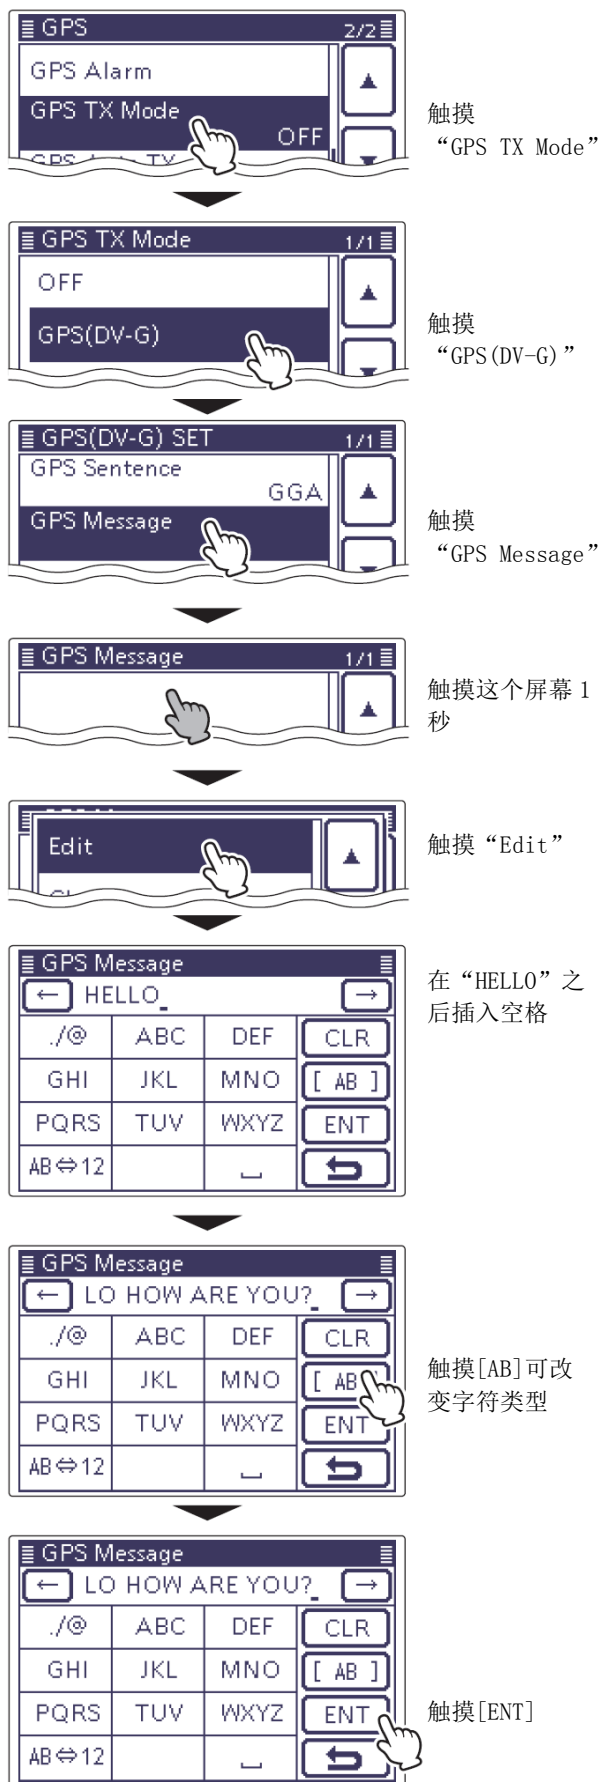 GPS 2/2
GPS Alarm
GPS TX Mode
OFF
触摸
“GPS TX Mode”
GPS TX Mode 1/1
OFF
GPS(DV-G)
触摸
“GPS(DV-G)”
GPS(DV-G) SET 1/1
GPS Sentence
GGA
GPS Message
触摸
“GPS Message”
GPS Message 1/1
触摸这个屏幕1
秒
Edit
触摸“Edit”
GPS Message
← HELLO_ →
./@ ABC DEF CLR
GHI JKL MNO [ AB ]
PQRS TUV WXYZ ENT
AB⇔12 ⎵
在“HELLO”之
后插入空格
GPS Message
← LO HOW ARE YOU?_ →
./@ ABC DEF CLR
GHI JKL MNO [ AB
PQRS TUV WXYZ ENT
AB⇔12 ⎵
触摸[AB]可改
变字符类型
GPS Message
← LO HOW ARE YOU?_ →
./@ ABC DEF CLR
GHI JKL MNO [ AB ]
PQRS TUV WXYZ ENT
AB⇔12 ⎵
触摸[ENT]